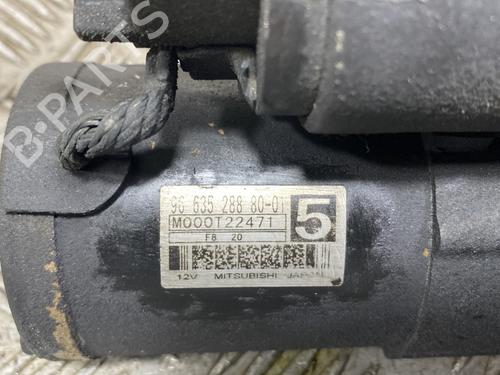 B-PARTS
96 635 288 80-01
M000T22471
5
F8 20
12V MITSUBISHI JAPAN